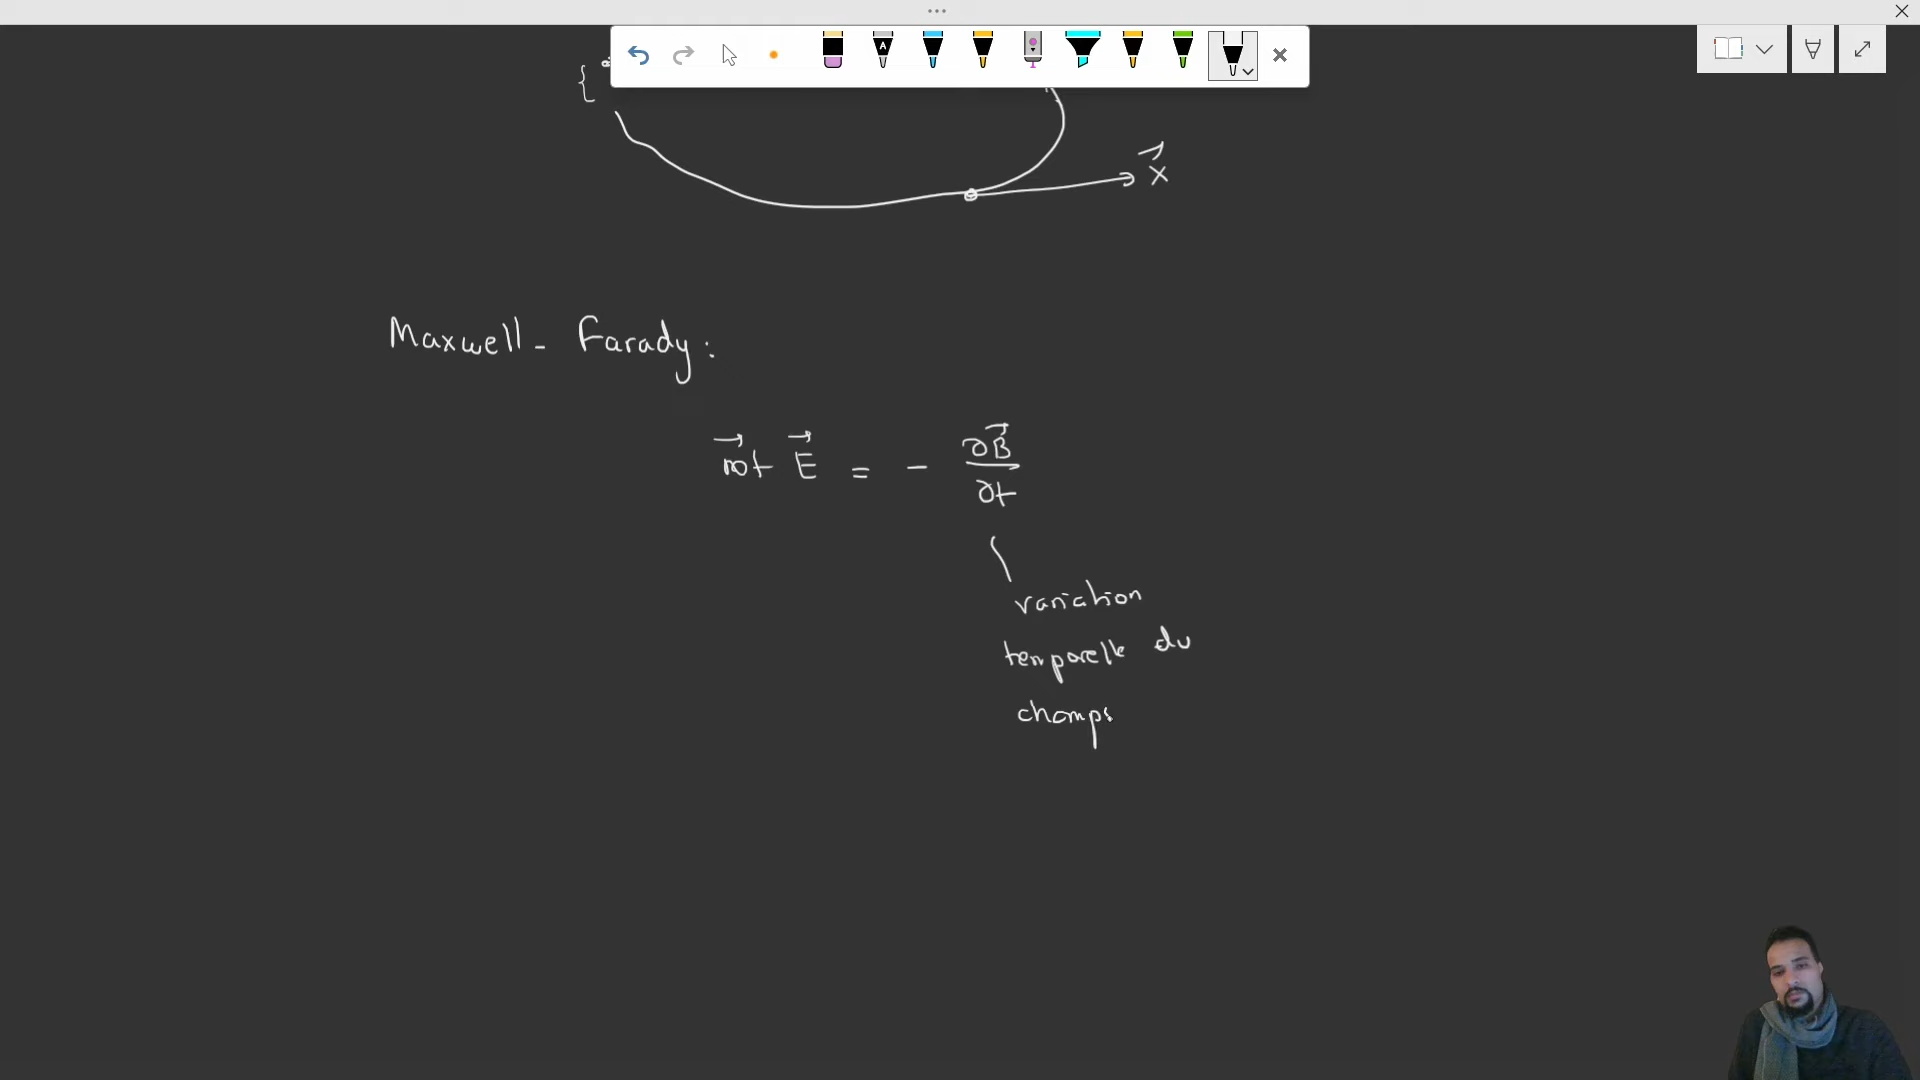 {
X⃗
Maxwell - Farady :
rot⃗ E⃗ = - ∂B⃗/∂t
variation
temporelle du
champs